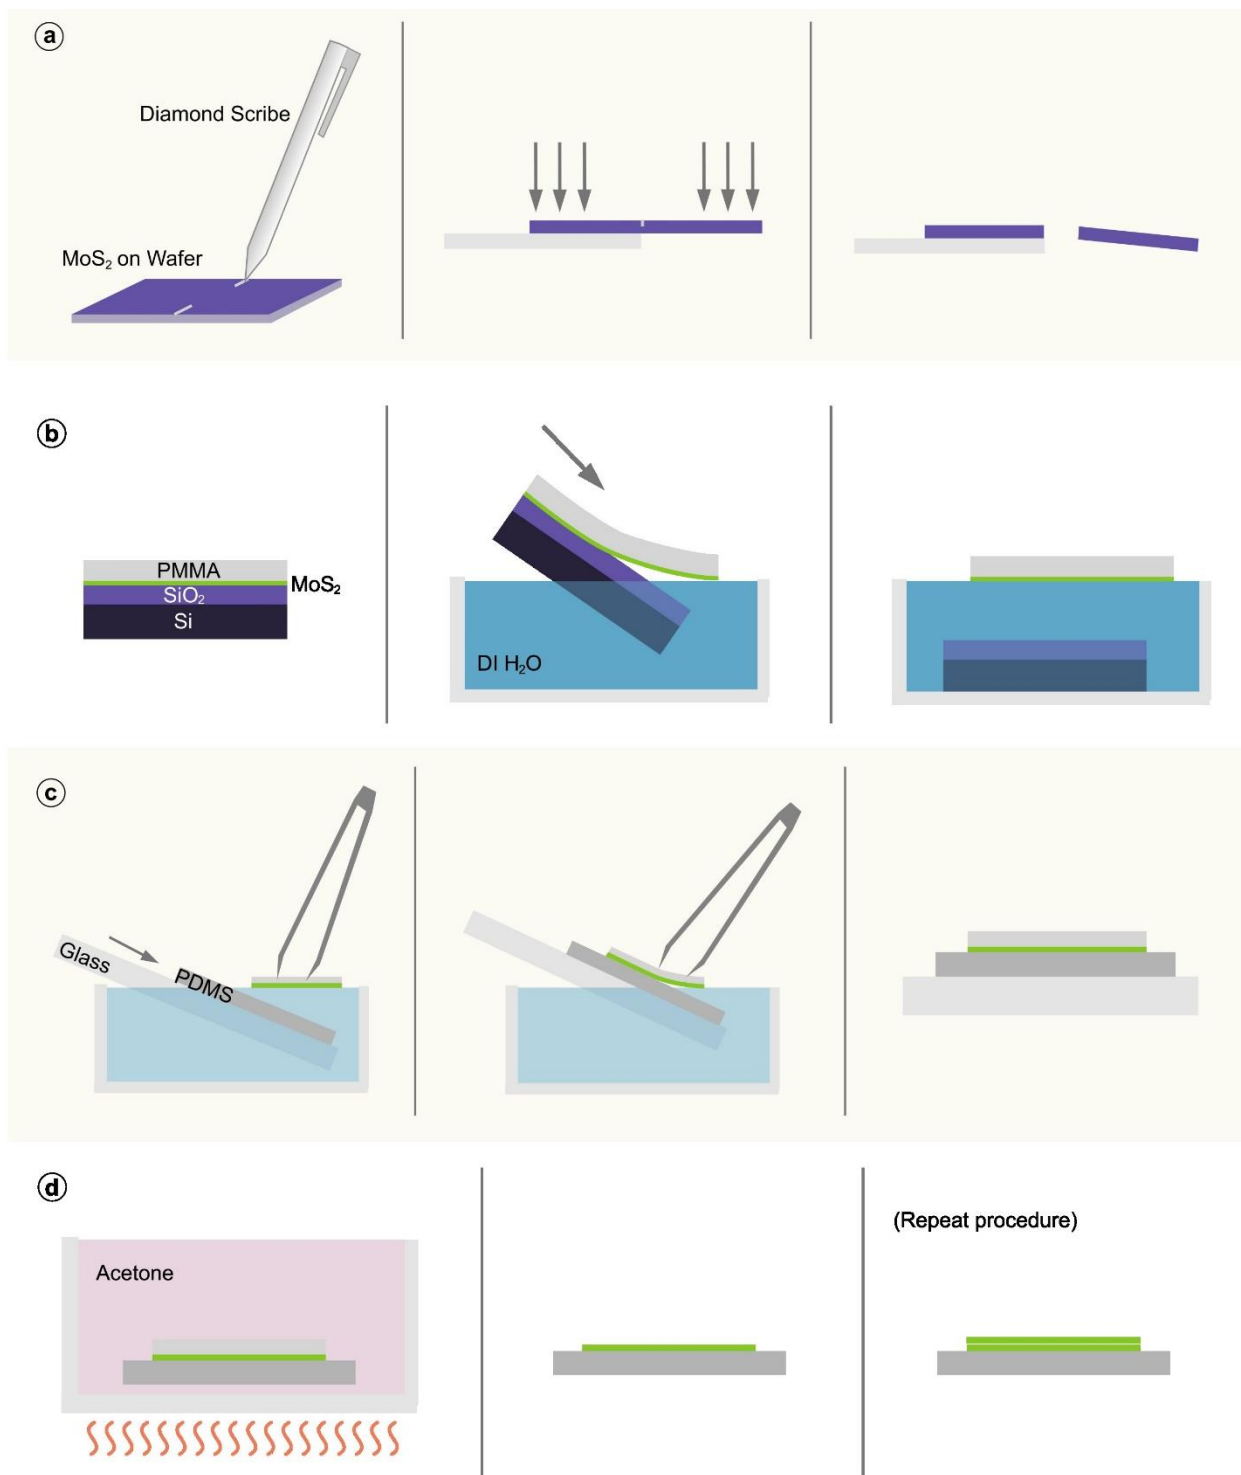 a
Diamond Scribe
MoS₂ on Wafer
b
PMMA
MoS₂
SiO₂
Si
DI H₂O
c
Glass
PDMS
d
Acetone
(Repeat procedure)